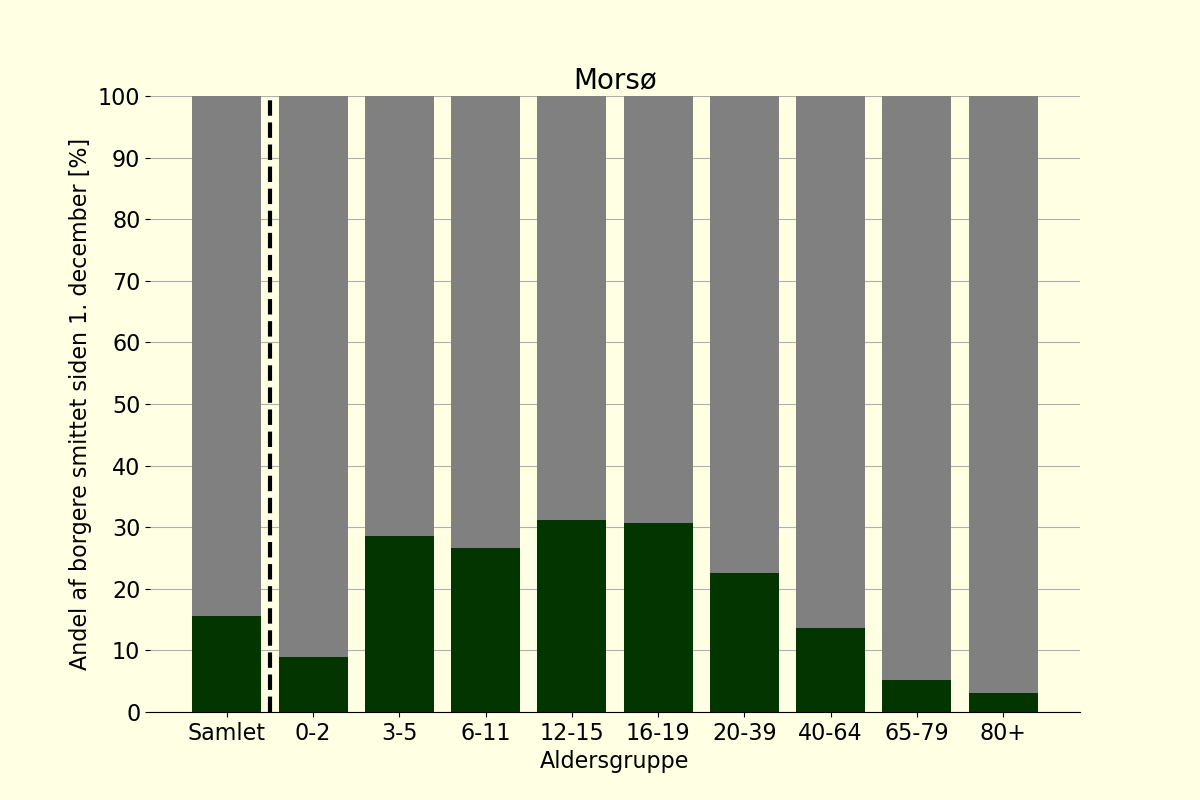 Morsø
Andel af borgere smittet siden 1. december [%]
100
90
80
70
60
50
40
30
20
10
0
Samlet 0-2 3-5 6-11 12-15 16-19 20-39 40-64 65-79 80+
Aldersgruppe